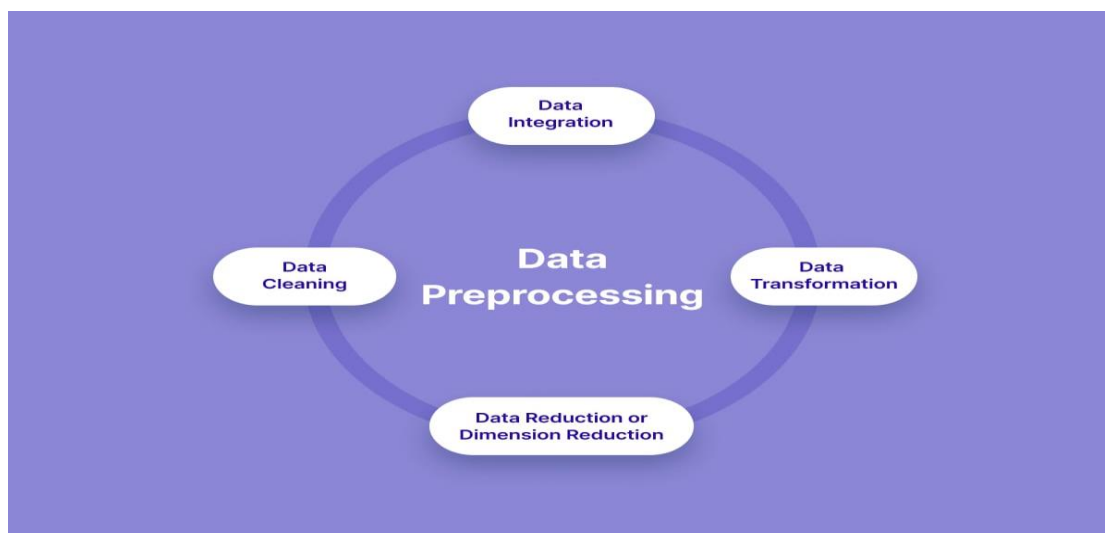 Data
Integration
Data
Cleaning
Data
Preprocessing
Data
Transformation
Data Reduction or
Dimension Reduction